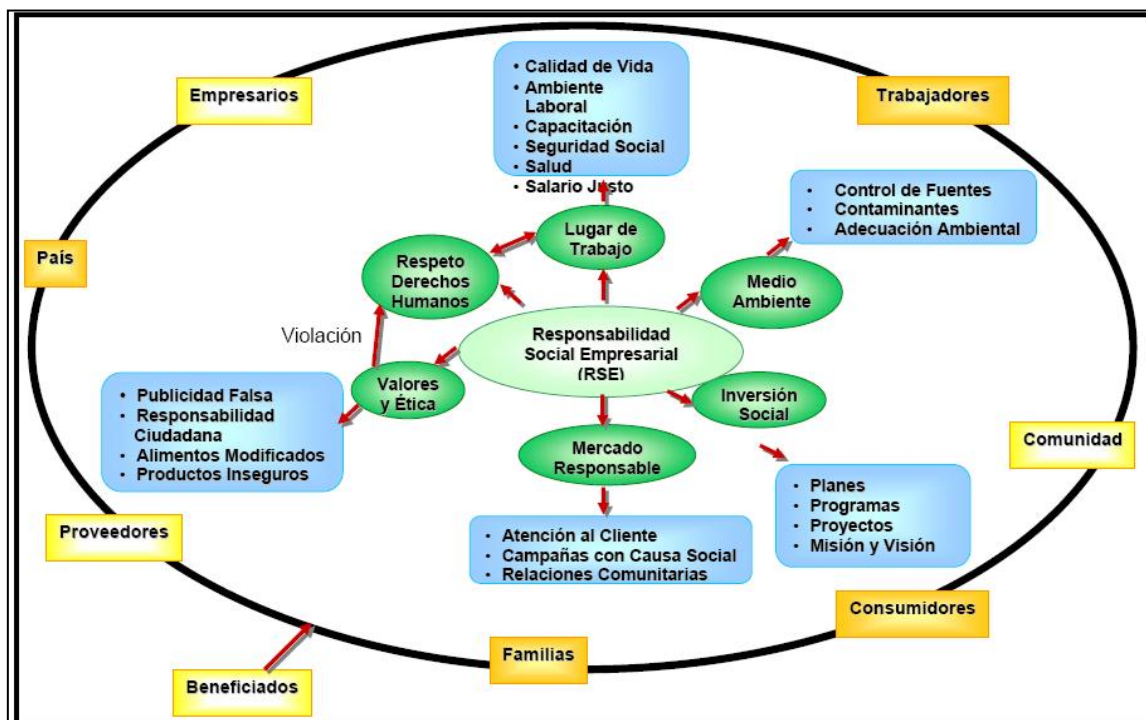 Empresarios
• Calidad de Vida
• Ambiente
Laboral
• Capacitación
• Seguridad Social
• Salud
• Salario Justo
Trabajadores
• Control de Fuentes
• Contaminantes
• Adecuación Ambiental
País
Respeto
Derechos
Humanos
Lugar de
Trabajo
Medio
Ambiente
Violación
Responsabilidad
Social Empresarial
(RSE)
Valores
y Ética
Inversión
Social
• Publicidad Falsa
• Responsabilidad
Ciudadana
• Alimentos Modificados
• Productos Inseguros
Mercado
Responsable
Comunidad
• Planes
• Programas
• Proyectos
• Misión y Visión
Proveedores
• Atención al Cliente
• Campañas con Causa Social
• Relaciones Comunitarias
Consumidores
Familias
Beneficiados